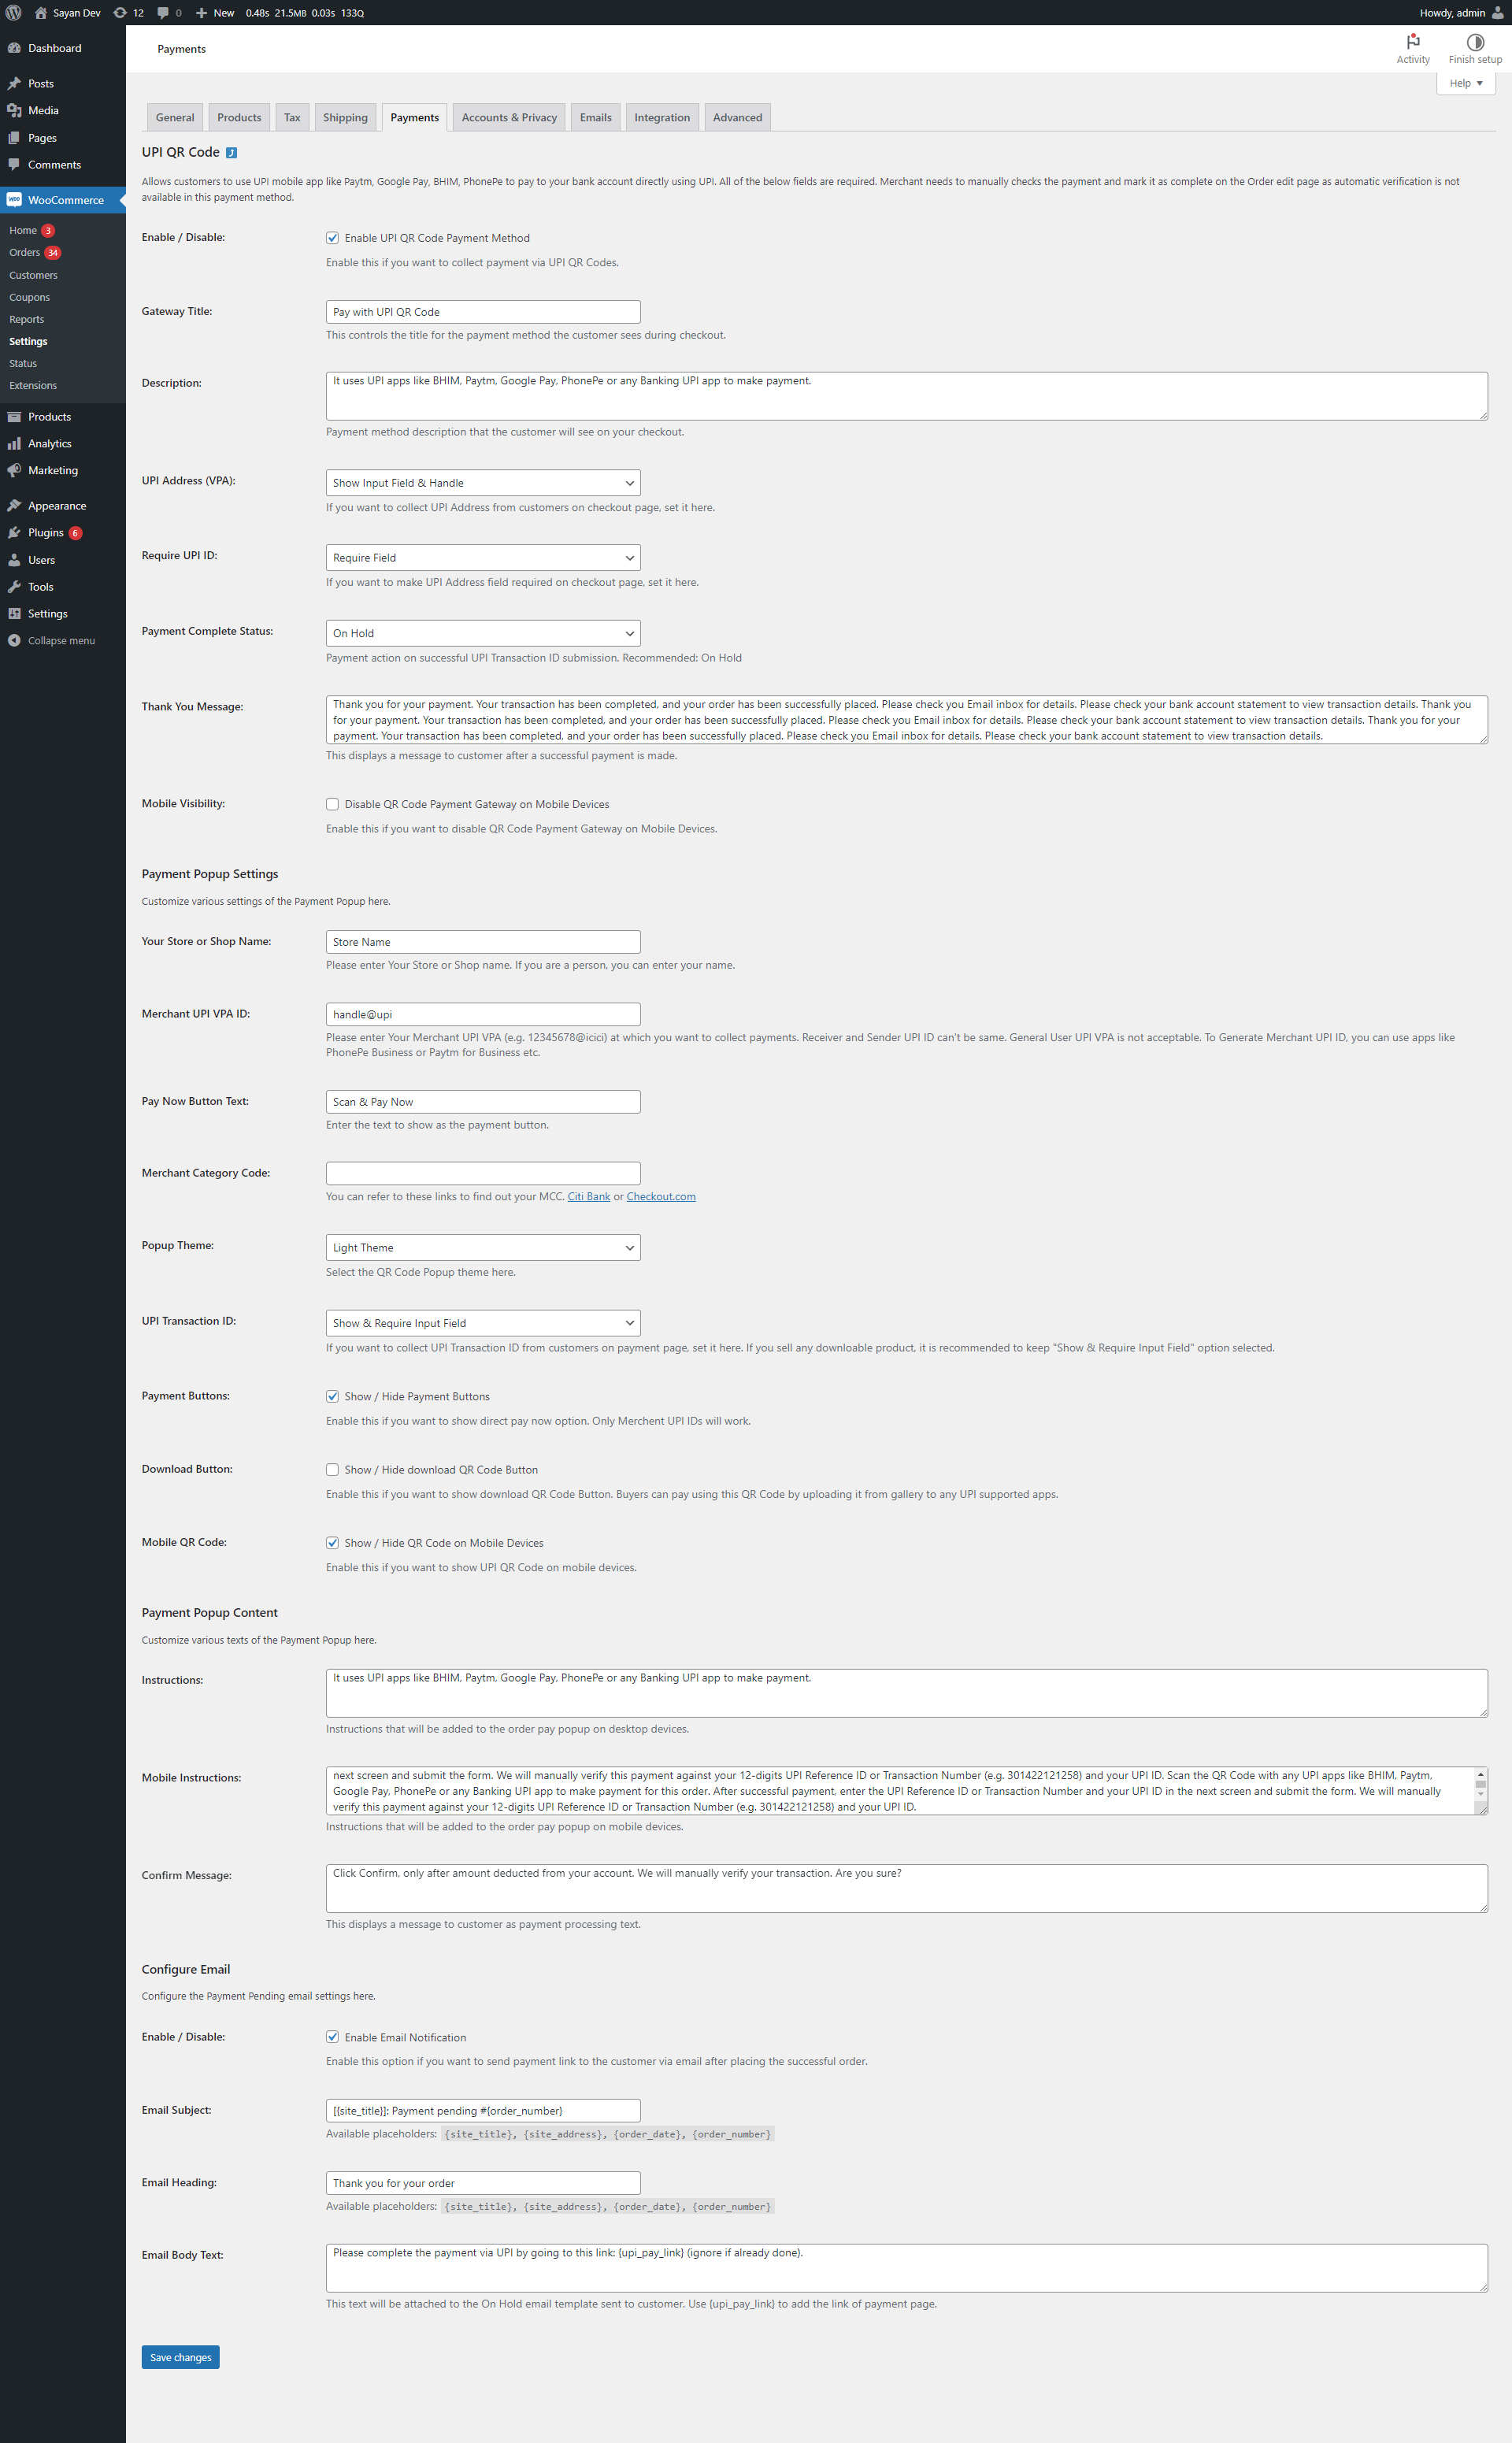 Sayan Dev 12 0 New 0.48s 21.5MB 0.03s 133Q Howdy, admin
Dashboard
Posts
Media
Pages
Comments
WooCommerce
Home 3
Orders 34
Customers
Coupons
Reports
Settings
Status
Extensions
Products
Analytics
Marketing
Appearance
Plugins 6
Users
Tools
Settings
Collapse menu
Payments
Activity
Finish setup
Help
General Products Tax Shipping Payments Accounts & Privacy Emails Integration Advanced
UPI QR Code
Allows customers to use UPI mobile app like Paytm, Google Pay, BHIM, PhonePe to pay to your bank account directly using UPI. All of the below fields are required. Merchant needs to manually checks the payment and mark it as complete on the Order edit page as automatic verification is not
available in this payment method.
Enable / Disable:
Enable UPI QR Code Payment Method
Enable this if you want to collect payment via UPI QR Codes.
Gateway Title:
Pay with UPI QR Code
This controls the title for the payment method the customer sees during checkout.
Description:
It uses UPI apps like BHIM, Paytm, Google Pay, PhonePe or any Banking UPI app to make payment.
Payment method description that the customer will see on your checkout.
UPI Address (VPA):
Show Input Field & Handle
If you want to collect UPI Address from customers on checkout page, set it here.
Require UPI ID:
Require Field
If you want to make UPI Address field required on checkout page, set it here.
Payment Complete Status:
On Hold
Payment action on successful UPI Transaction ID submission. Recommended: On Hold
Thank You Message:
Thank you for your payment. Your transaction has been completed, and your order has been successfully placed. Please check you Email inbox for details. Please check your bank account statement to view transaction details. Thank you
for your payment. Your transaction has been completed, and your order has been successfully placed. Please check you Email inbox for details. Please check your bank account statement to view transaction details. Thank you for your
payment. Your transaction has been completed, and your order has been successfully placed. Please check you Email inbox for details. Please check your bank account statement to view transaction details.
This displays a message to customer after a successful payment is made.
Mobile Visibility:
Disable QR Code Payment Gateway on Mobile Devices
Enable this if you want to disable QR Code Payment Gateway on Mobile Devices.
Payment Popup Settings
Customize various settings of the Payment Popup here.
Your Store or Shop Name:
Store Name
Please enter Your Store or Shop name. If you are a person, you can enter your name.
Merchant UPI VPA ID:
handle@upi
Please enter Your Merchant UPI VPA (e.g. 12345678@icici) at which you want to collect payments. Receiver and Sender UPI ID can't be same. General User UPI VPA is not acceptable. To Generate Merchant UPI ID, you can use apps like
PhonePe Business or Paytm for Business etc.
Pay Now Button Text:
Scan & Pay Now
Enter the text to show as the payment button.
Merchant Category Code:
You can refer to these links to find out your MCC. Citi Bank or Checkout.com
Popup Theme:
Light Theme
Select the QR Code Popup theme here.
UPI Transaction ID:
Show & Require Input Field
If you want to collect UPI Transaction ID from customers on payment page, set it here. If you sell any downloable product, it is recommended to keep "Show & Require Input Field" option selected.
Payment Buttons:
Show / Hide Payment Buttons
Enable this if you want to show direct pay now option. Only Merchent UPI IDs will work.
Download Button:
Show / Hide download QR Code Button
Enable this if you want to show download QR Code Button. Buyers can pay using this QR Code by uploading it from gallery to any UPI supported apps.
Mobile QR Code:
Show / Hide QR Code on Mobile Devices
Enable this if you want to show UPI QR Code on mobile devices.
Payment Popup Content
Customize various texts of the Payment Popup here.
Instructions:
It uses UPI apps like BHIM, Paytm, Google Pay, PhonePe or any Banking UPI app to make payment.
Instructions that will be added to the order pay popup on desktop devices.
Mobile Instructions:
next screen and submit the form. We will manually verify this payment against your 12-digits UPI Reference ID or Transaction Number (e.g. 301422121258) and your UPI ID. Scan the QR Code with any UPI apps like BHIM, Paytm,
Google Pay, PhonePe or any Banking UPI app to make payment for this order. After successful payment, enter the UPI Reference ID or Transaction Number and your UPI ID in the next screen and submit the form. We will manually
verify this payment against your 12-digits UPI Reference ID or Transaction Number (e.g. 301422121258) and your UPI ID.
Instructions that will be added to the order pay popup on mobile devices.
Confirm Message:
Click Confirm, only after amount deducted from your account. We will manually verify your transaction. Are you sure?
This displays a message to customer as payment processing text.
Configure Email
Configure the Payment Pending email settings here.
Enable / Disable:
Enable Email Notification
Enable this option if you want to send payment link to the customer via email after placing the successful order.
Email Subject:
[{site_title}]: Payment pending #{order_number}
Available placeholders: {site_title}, {site_address}, {order_date}, {order_number}
Email Heading:
Thank you for your order
Available placeholders: {site_title}, {site_address}, {order_date}, {order_number}
Email Body Text:
Please complete the payment via UPI by going to this link: {upi_pay_link} (ignore if already done).
This text will be attached to the On Hold email template sent to customer. Use {upi_pay_link} to add the link of payment page.
Save changes